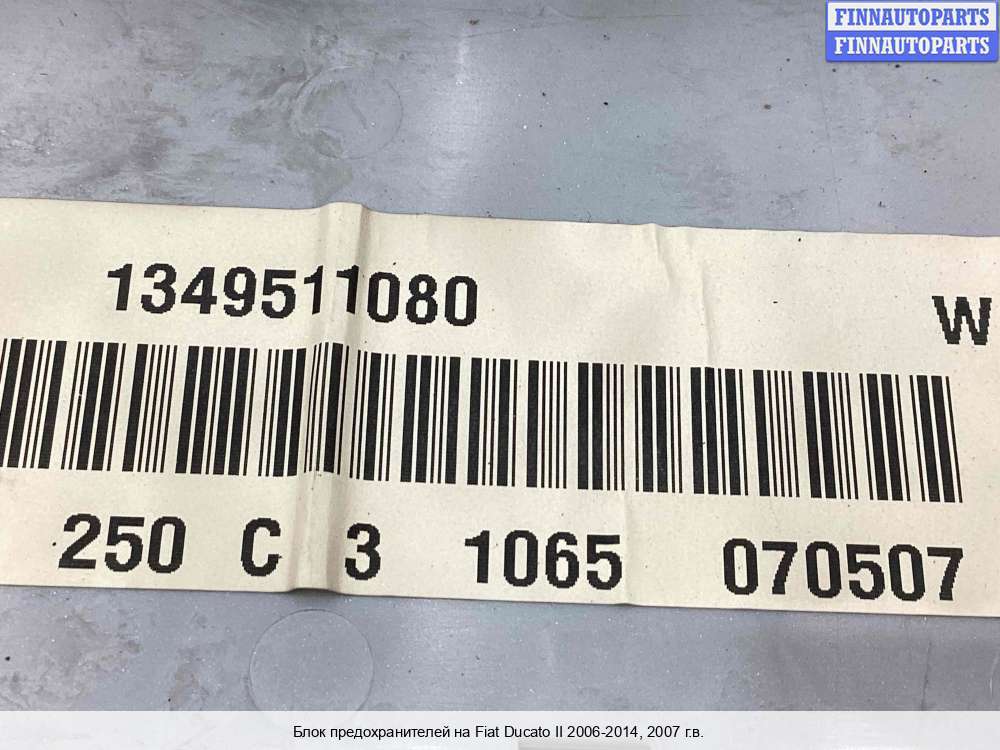 FINNAUTOPARTS
FINNAUTOPARTS
1349511080 W
250 C 3 1065 070507
Блок предохранителей на Fiat Ducato II 2006-2014, 2007 г.в.